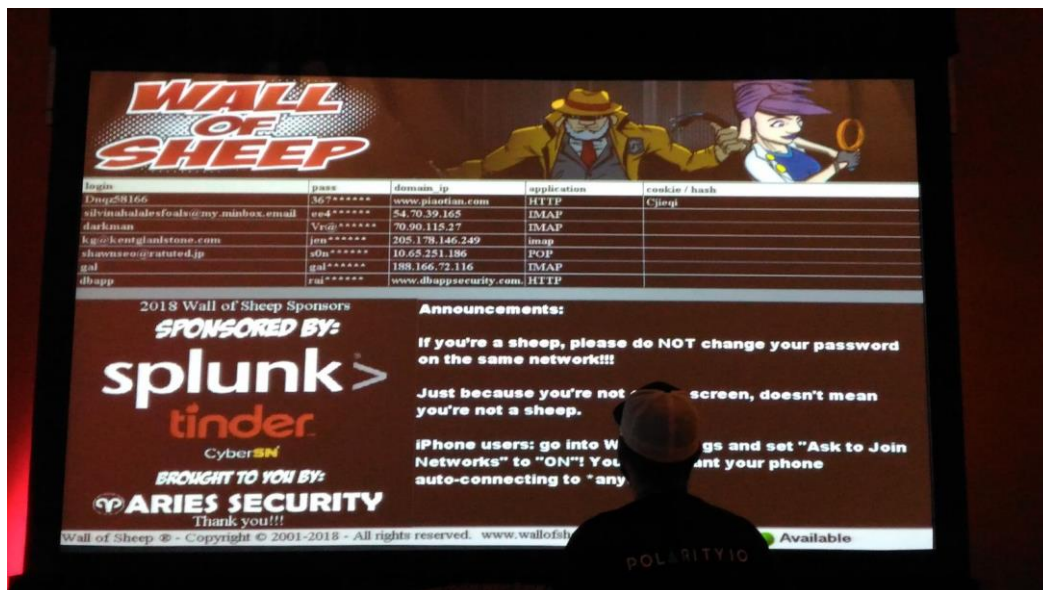 WALL
OF
SHEEP
login pass domain_ip application cookie / hash
Dnqz58166 367****** www.piaotian.com HTTP Cjieqi
silvinahalalesfoals@my.minbox.email ee4****** 54.70.39.165 IMAP
darkman Vr@****** 70.90.115.27 IMAP
kg@kentglanlstone.com jen****** 205.178.146.249 imap
shawnseo@ratuted.jp s0n****** 10.65.251.186 POP
gal gal****** 188.166.72.116 IMAP
dbapp rai****** www.dbappsecurity.com. HTTP
2018 Wall of Sheep Sponsors
SPONSORED BY:
splunk>
tinder
CyberSN
BROUGHT TO YOU BY:
ARIES SECURITY
Thank you!!!
Announcements:
If you're a sheep, please do NOT change your password
on the same network!!!
Just because you're not screen, doesn't mean
you're not a sheep.
iPhone users: go into W gs and set "Ask to Join
Networks" to "ON"! You ant your phone
auto-connecting to *any
Wall of Sheep ® - Copyright © 2001-2018 - All rights reserved. www.wallofsh Available
POLARITY.IO